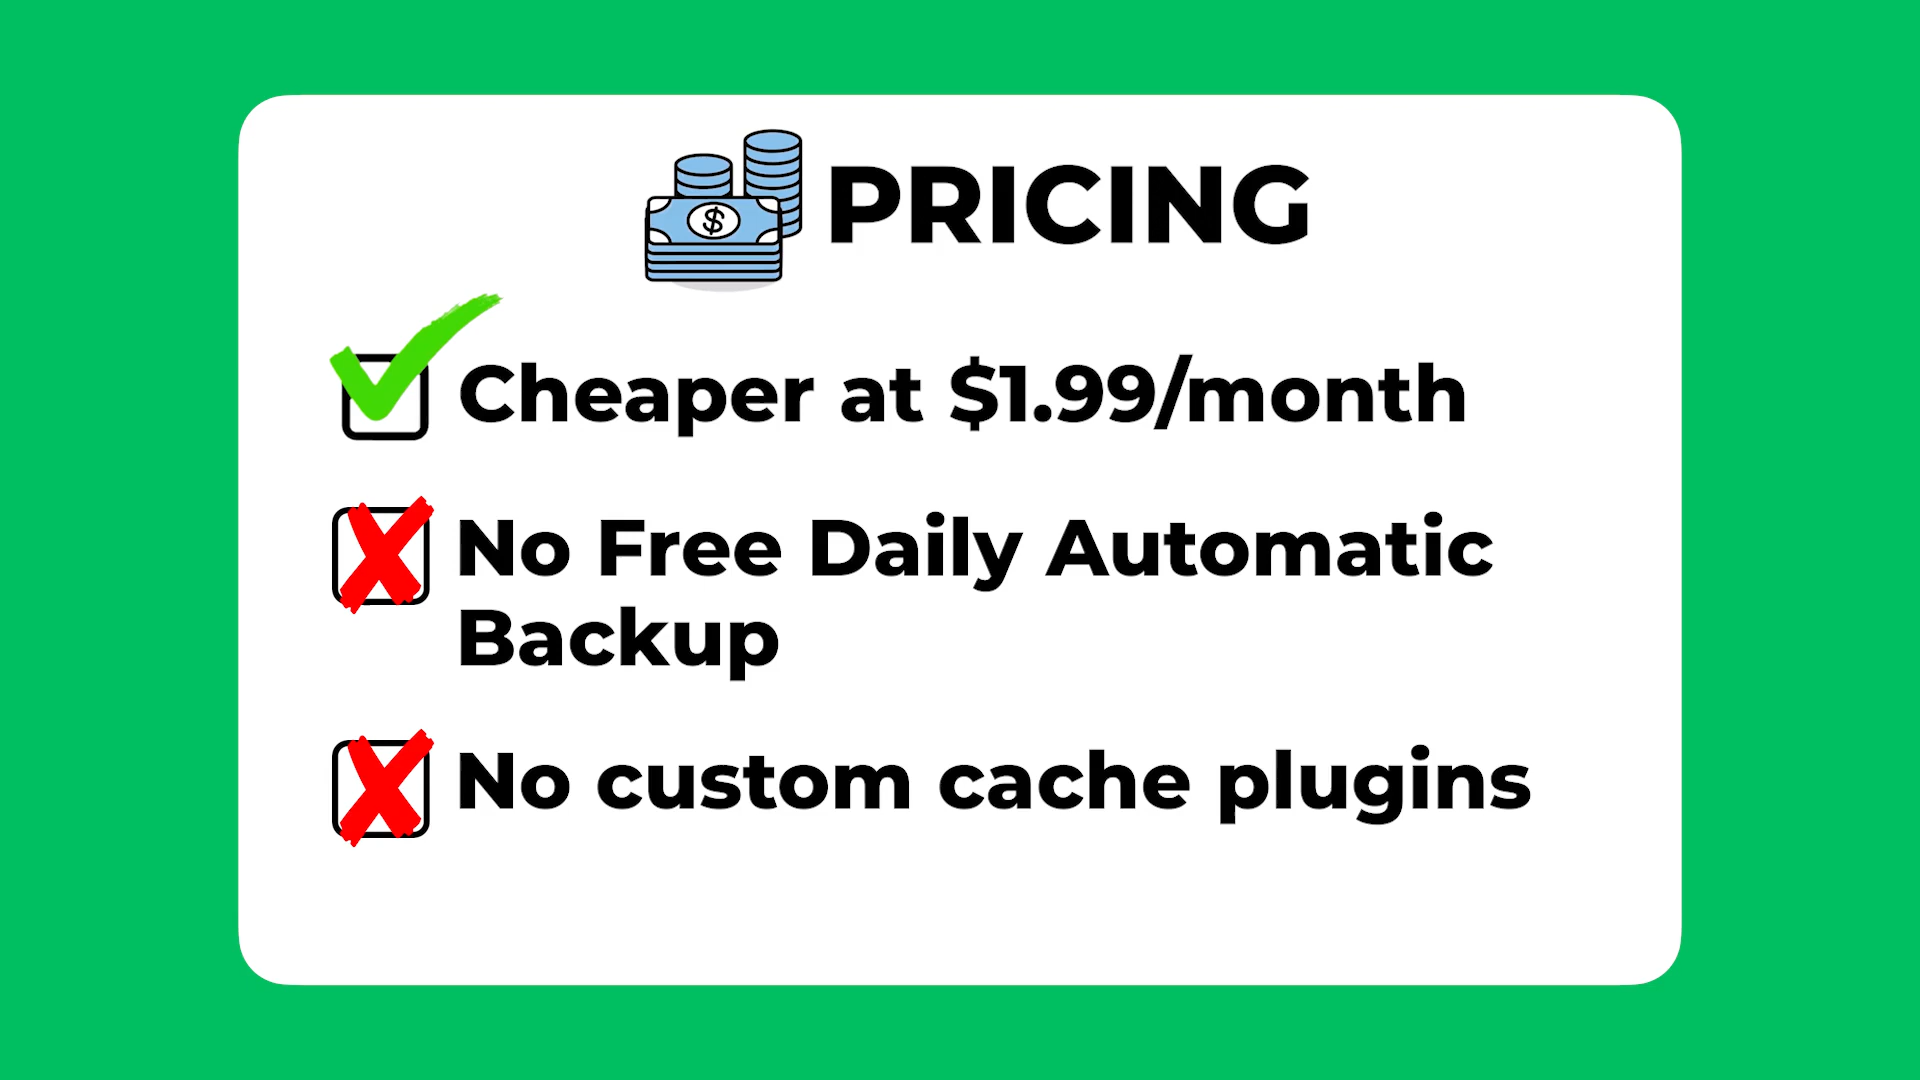 $
PRICING
Cheaper at $1.99/month
No Free Daily Automatic
Backup
No custom cache plugins